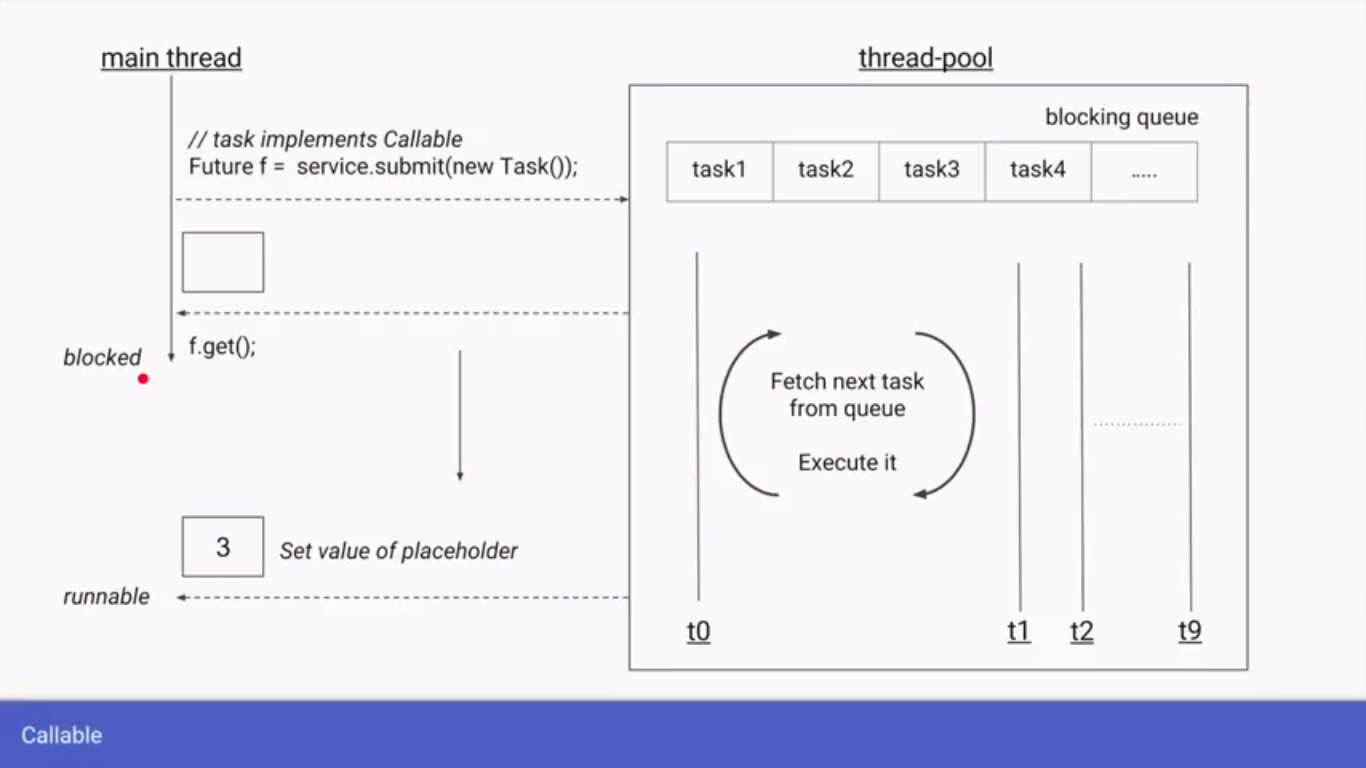 main thread
// task implements Callable
Future f = service.submit(new Task());
f.get();
blocked
3
Set value of placeholder
runnable
thread-pool
blocking queue
task1 task2 task3 task4 .....
Fetch next task
from queue
Execute it
t0 t1 t2 t9
Callable